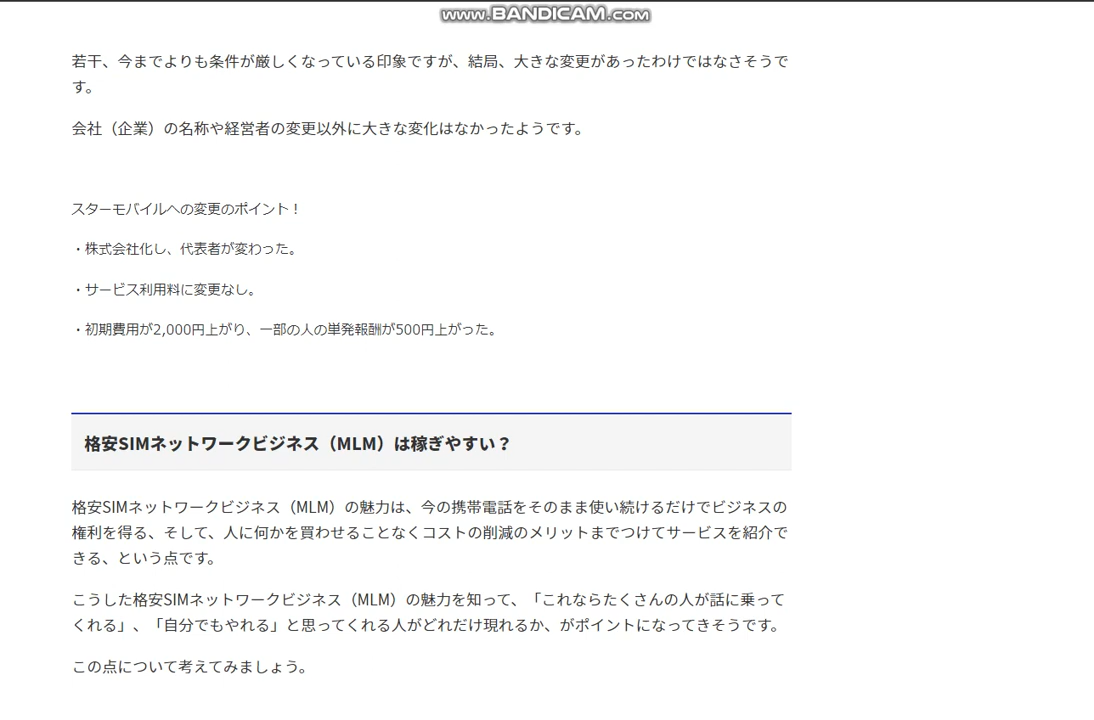 www.BANDICAM.com
若干、今までよりも条件が厳しくなっている印象ですが、結局、大きな変更があったわけではなさそうで
す。
会社（企業）の名称や経営者の変更以外に大きな変化はなかったようです。
スターモバイルへの変更のポイント！
・株式会社化し、代表者が変わった。
・サービス利用料に変更なし。
・初期費用が2,000円上がり、一部の人の単発報酬が500円上がった。
格安SIMネットワークビジネス（MLM）は稼ぎやすい？
格安SIMネットワークビジネス（MLM）の魅力は、今の携帯電話をそのまま使い続けるだけでビジネスの
権利を得る、そして、人に何かを買わせることなくコストの削減のメリットまでつけてサービスを紹介で
きる、という点です。
こうした格安SIMネットワークビジネス（MLM）の魅力を知って、「これならたくさんの人が話に乗って
くれる」、「自分でもやれる」と思ってくれる人がどれだけ現れるか、がポイントになってきそうです。
この点について考えてみましょう。